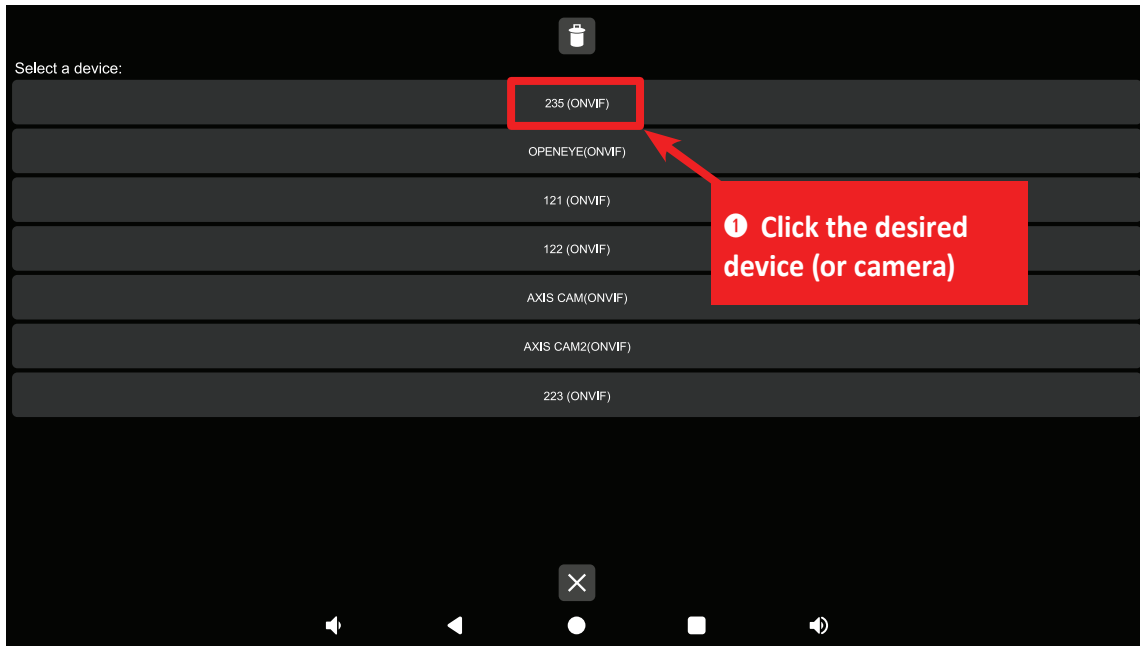 Select a device:
235 (ONVIF)
OPENEYE(ONVIF)
121 (ONVIF)
❶ Click the desired
device (or camera)
122 (ONVIF)
AXIS CAM(ONVIF)
AXIS CAM2(ONVIF)
223 (ONVIF)